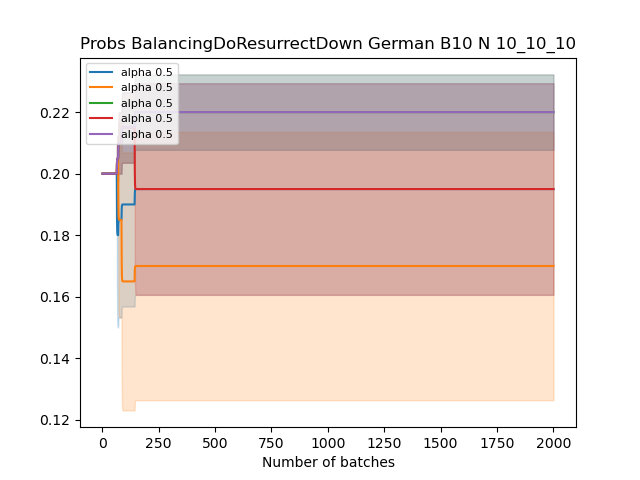 Probs BalancingDoResurrectDown German B10 N 10_10_10
alpha 0.5
alpha 0.5
alpha 0.5
alpha 0.5
alpha 0.5
0.22
0.20
0.18
0.16
0.14
0.12
0 250 500 750 1000 1250 1500 1750 2000
Number of batches